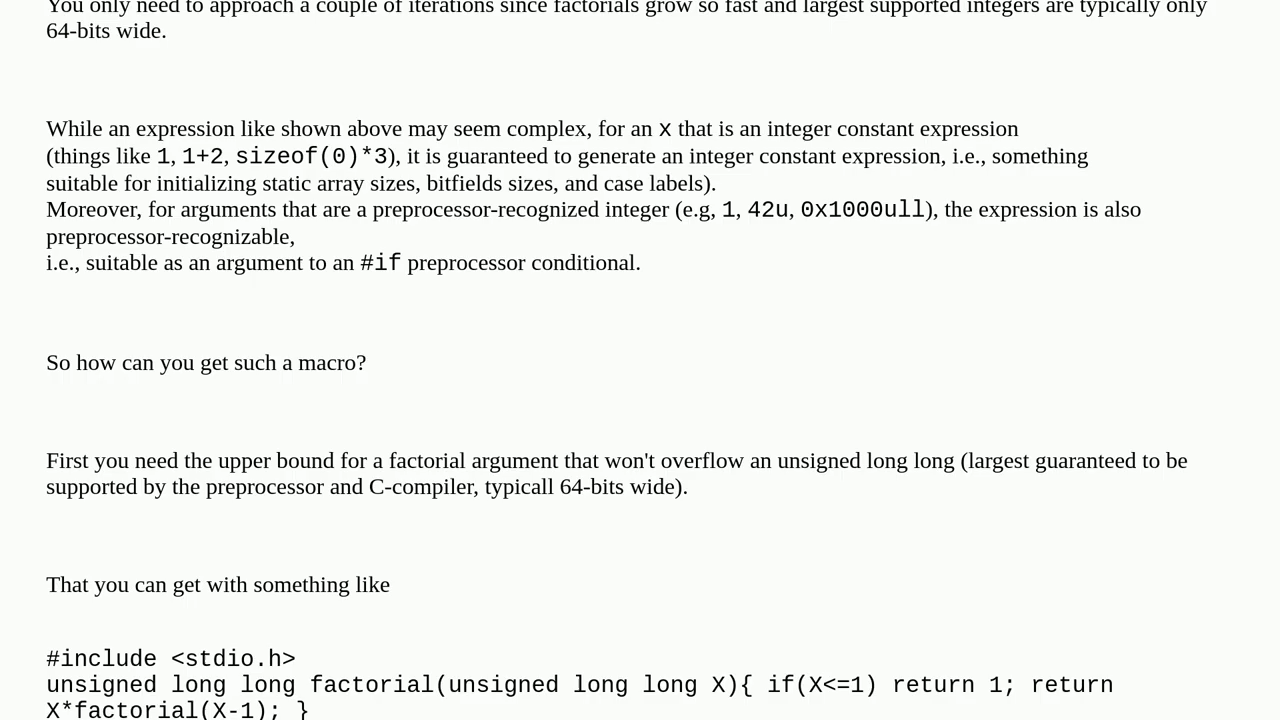 You only need to approach a couple of iterations since factorials grow so fast and largest supported integers are typically only
64-bits wide.
While an expression like shown above may seem complex, for an x that is an integer constant expression
(things like 1, 1+2, sizeof(0)*3), it is guaranteed to generate an integer constant expression, i.e., something
suitable for initializing static array sizes, bitfields sizes, and case labels).
Moreover, for arguments that are a preprocessor-recognized integer (e.g, 1, 42u, 0x1000ull), the expression is also
preprocessor-recognizable,
i.e., suitable as an argument to an #if preprocessor conditional.
So how can you get such a macro?
First you need the upper bound for a factorial argument that won't overflow an unsigned long long (largest guaranteed to be
supported by the preprocessor and C-compiler, typicall 64-bits wide).
That you can get with something like
#include <stdio.h>
unsigned long long factorial(unsigned long long X){ if(X<=1) return 1; return
X*factorial(X-1); }